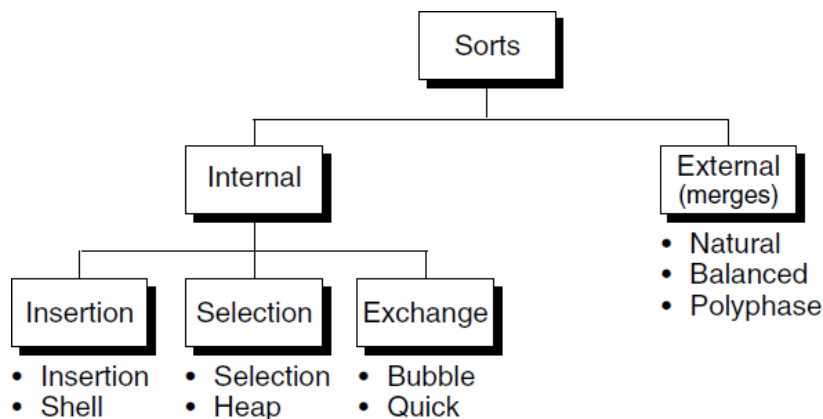 Sorts
Internal
External
(merges)
• Natural
• Balanced
• Polyphase
Insertion
Selection
Exchange
• Insertion
• Shell
• Selection
• Heap
• Bubble
• Quick